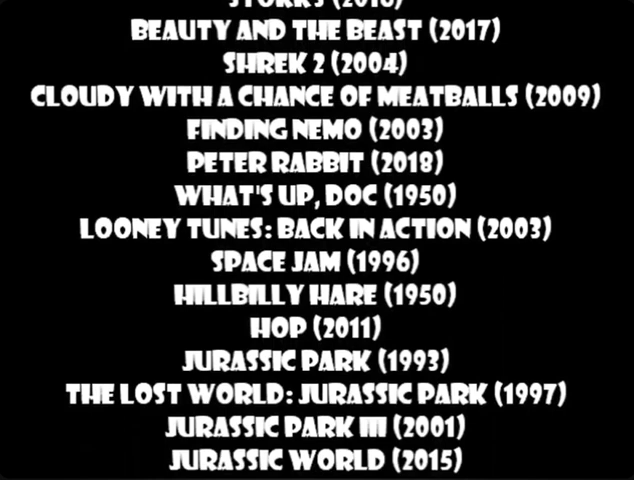 STORKS (2016)
BEAUTY AND THE BEAST (2017)
SHREK 2 (2004)
CLOUDY WITH A CHANCE OF MEATBALLS (2009)
FINDING NEMO (2003)
PETER RABBIT (2018)
WHAT'S UP, DOC (1950)
LOONEY TUNES: BACK IN ACTION (2003)
SPACE JAM (1996)
HILLBILLY HARE (1950)
HOP (2011)
JURASSIC PARK (1993)
THE LOST WORLD: JURASSIC PARK (1997)
JURASSIC PARK III (2001)
JURASSIC WORLD (2015)